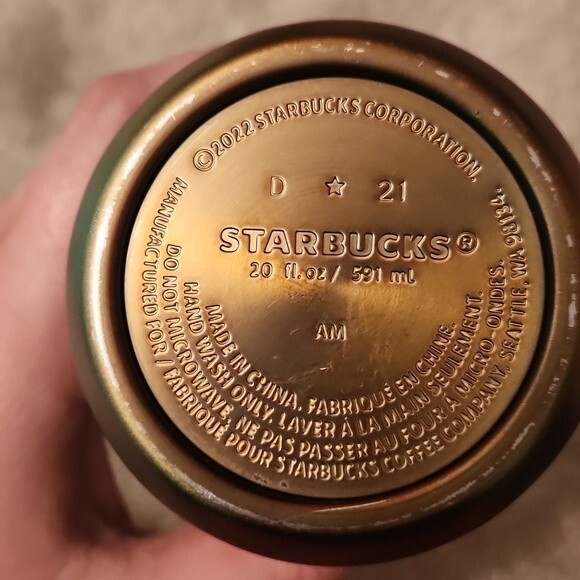 ©2022 STARBUCKS CORPORATION.
D ☆ 21
STARBUCKS®
20 fl.oz/ 591 mL
AM
MADE IN CHINA. FABRIQUÉ EN CHINE.
HAND WASH ONLY. LAVER À LA MAIN SEULEMENT.
DO NOT MICROWAVE. NE PAS PASSER AU FOUR A MICRO-ONDES.
MANUFACTURED FOR / FABRIQUÉ POUR STARBUCKS COFFEE COMPANY. SEATTLE, WA 98134.